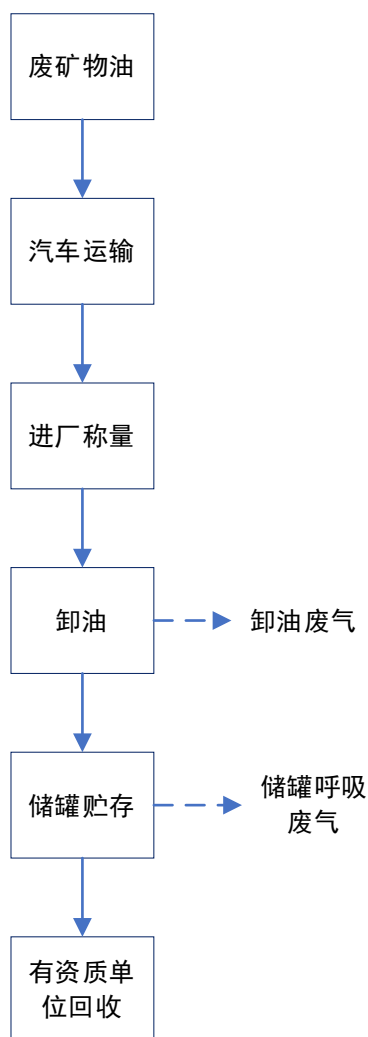 废矿物油
汽车运输
进厂称量
卸油
卸油废气
储罐贮存
储罐呼吸
废气
有资质单
位回收